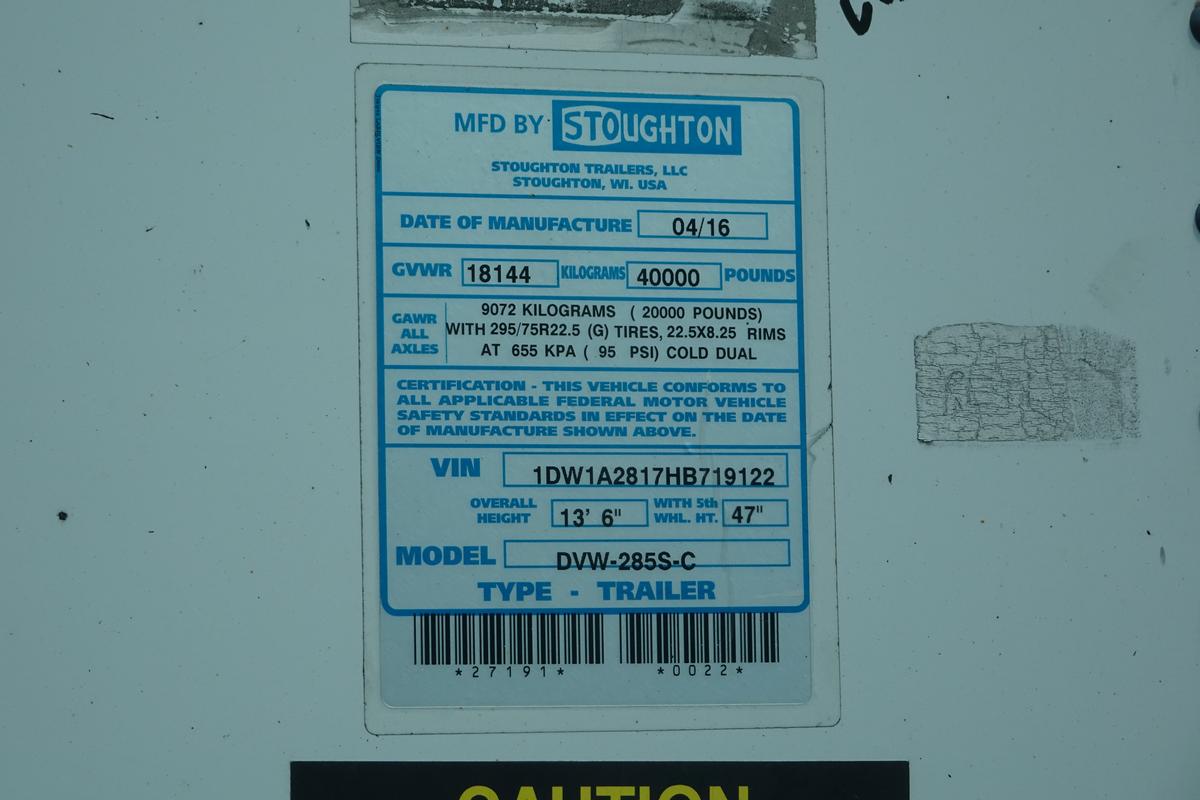 MFD BY STOUGHTON
STOUGHTON TRAILERS, LLC
STOUGHTON, WI. USA
DATE OF MANUFACTURE 04/16
GVWR 18144 KILOGRAMS 40000 POUNDS
GAWR ALL AXLES
9072 KILOGRAMS ( 20000 POUNDS)
WITH 295/75R22.5 (G) TIRES, 22.5X8.25 RIMS
AT 655 KPA ( 95 PSI) COLD DUAL
CERTIFICATION - THIS VEHICLE CONFORMS TO
ALL APPLICABLE FEDERAL MOTOR VEHICLE
SAFETY STANDARDS IN EFFECT ON THE DATE
OF MANUFACTURE SHOWN ABOVE.
VIN 1DW1A2817HB719122
OVERALL HEIGHT 13' 6" WITH 5th WHL. HT. 47"
MODEL DVW-285S-C
TYPE - TRAILER
*27191* *0022*
CAUTION